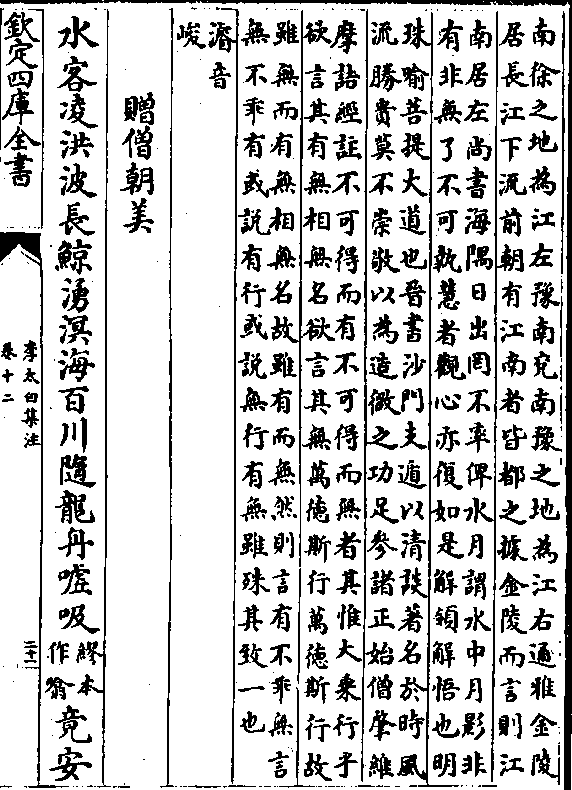 南徐之地為江左豫南兖南豫之地為江右通雅金陵
居長江下流前朝有江南者皆都之據金陵而言則江
南居左尚書海隅日出罔不率俾水月謂水中月影非
有非無了不可執慧者觀心亦復如是解領解悟也明
珠喻菩提大道也晉書沙門支遁以清談著名於時風
流勝貴莫不崇敬以為造微之功足參諸正始僧肇維
摩詰經註不可得而有不可得而無者其惟大乗行乎
欲言其有無相無名欲言其無萬德斯行萬德斯行故
雖無而有無相無名故雖有而無然則言有不乖無言
無不乖有或說有行或說無行有無雖殊其致一也
濬音
峻
贈僧朝美
水客凌洪波長鯨湧溟海百川隨龍舟噓吸
繆本
作翕
竟安
欽定四庫全書
李太白集注
卷十二
二十二